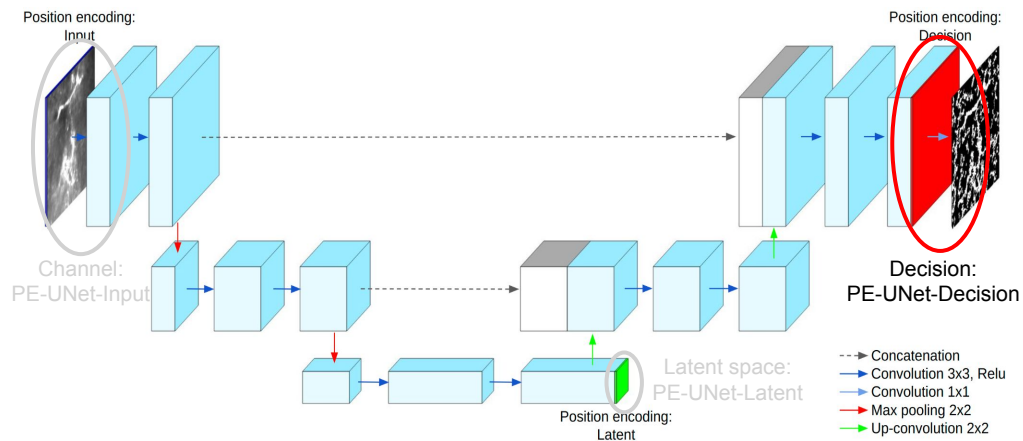 Position encoding:
Input
Position encoding:
Decision
Channel:
PE-UNet-Input
Decision:
PE-UNet-Decision
Latent space:
PE-UNet-Latent
Position encoding:
Latent
Concatenation
Convolution 3x3, Relu
Convolution 1x1
Max pooling 2x2
Up-convolution 2x2